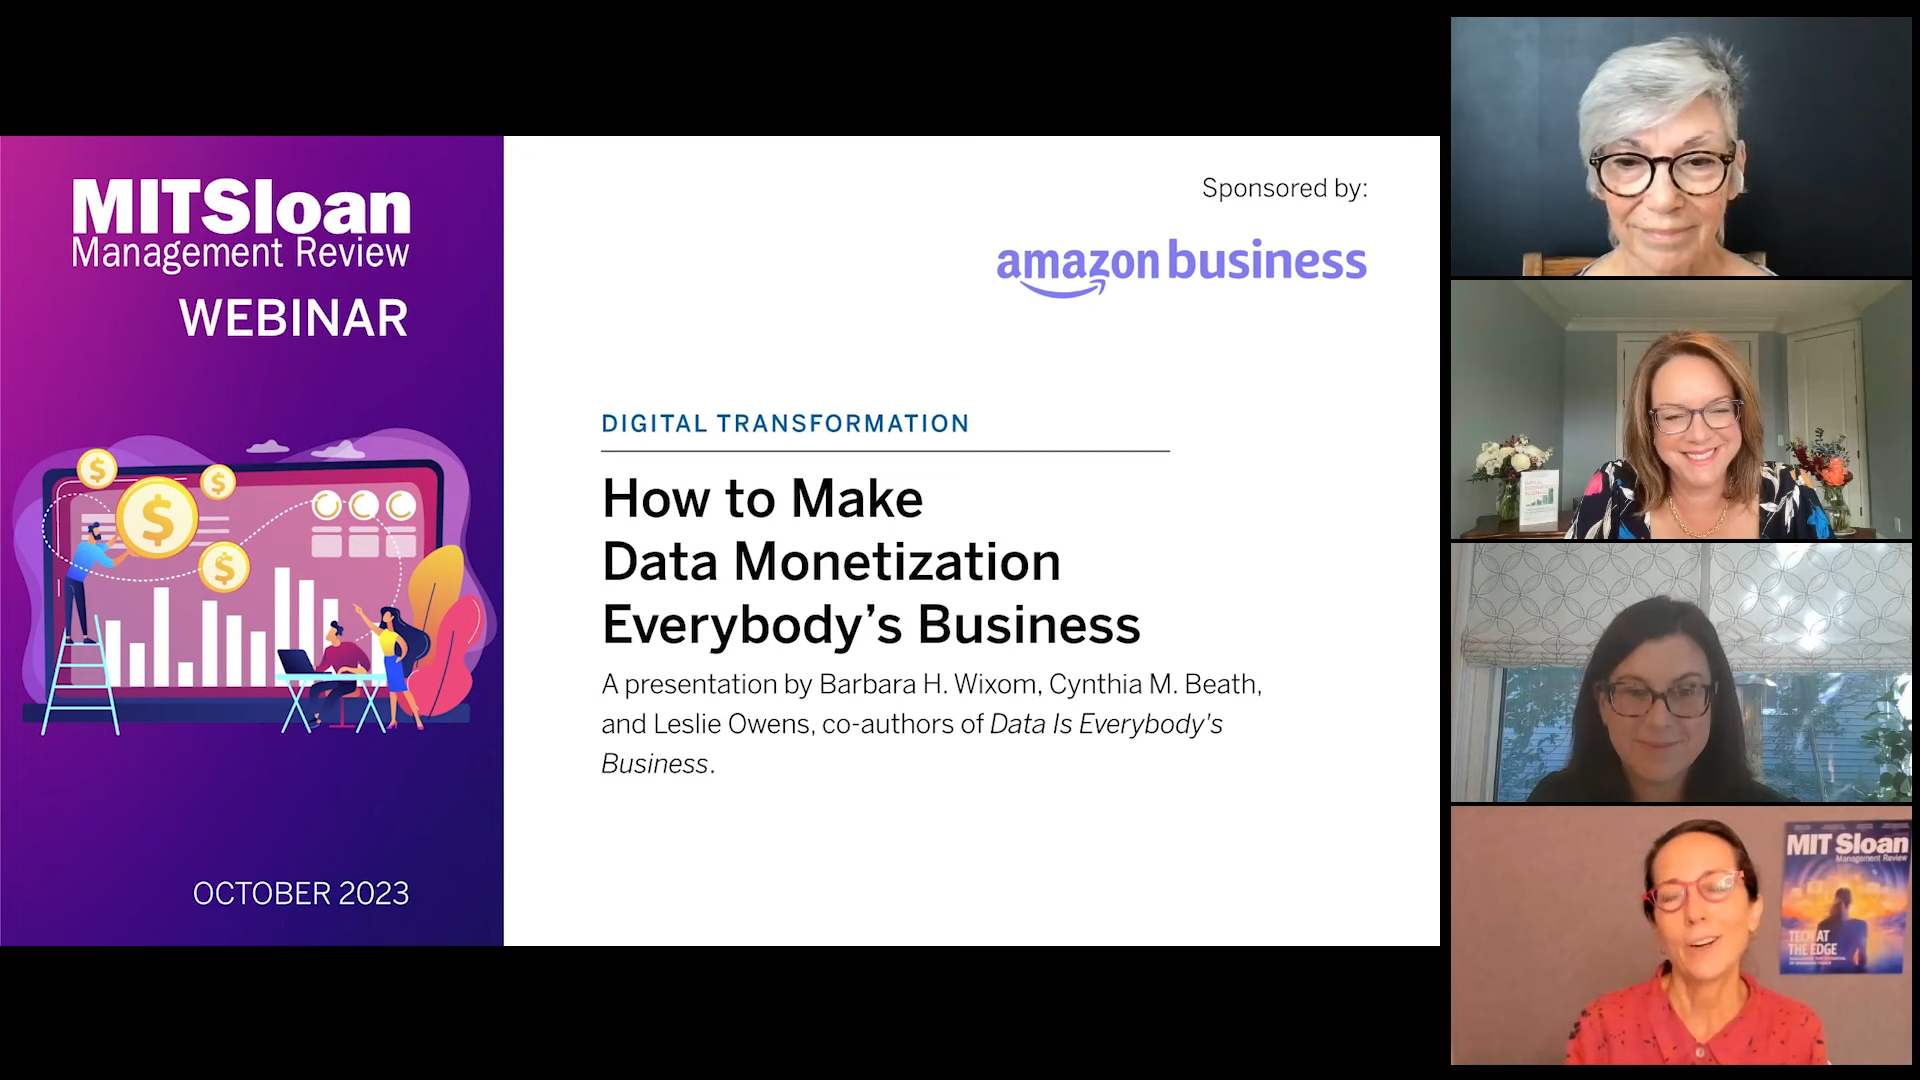 MITSloan
Management Review
WEBINAR
OCTOBER 2023
Sponsored by:
amazon business
DIGITAL TRANSFORMATION
How to Make
Data Monetization
Everybody’s Business
A presentation by Barbara H. Wixom, Cynthia M. Beath,
and Leslie Owens, co-authors of Data Is Everybody's
Business.
MIT Sloan
Management Review
TECH AT
THE EDGE